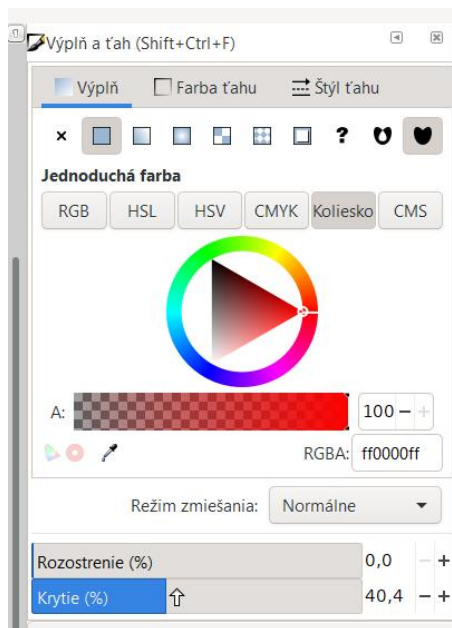 Výplň a ťah (Shift+Ctrl+F)
Výplň Farba ťahu Štýl ťahu
?
Jednoduchá farba
RGB HSL HSV CMYK Koliesko CMS
A: 100
RGBA: ff0000ff
Režim zmiešania: Normálne
Rozostrenie (%) 0,0
Krytie (%) 40,4